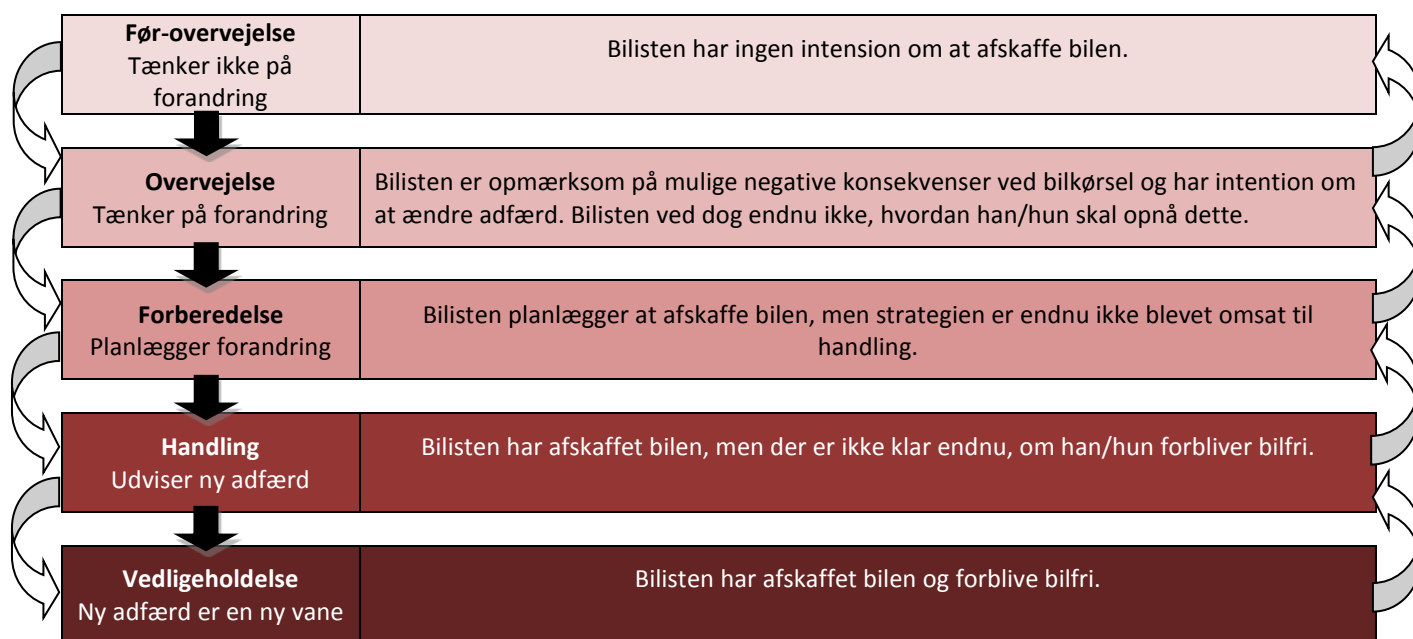 Før-overvejelse
Tænker ikke på
forandring
Bilisten har ingen intension om at afskaffe bilen.
Overvejelse
Tænker på forandring
Bilisten er opmærksom på mulige negative konsekvenser ved bilkørsel og har intention om
at ændre adfærd. Bilisten ved dog endnu ikke, hvordan han/hun skal opnå dette.
Forberedelse
Planlægger forandring
Bilisten planlægger at afskaffe bilen, men strategien er endnu ikke blevet omsat til
handling.
Handling
Udviser ny adfærd
Bilisten har afskaffet bilen, men der er ikke klar endnu, om han/hun forbliver bilfri.
Vedligeholdelse
Ny adfærd er en ny vane
Bilisten har afskaffet bilen og forblive bilfri.